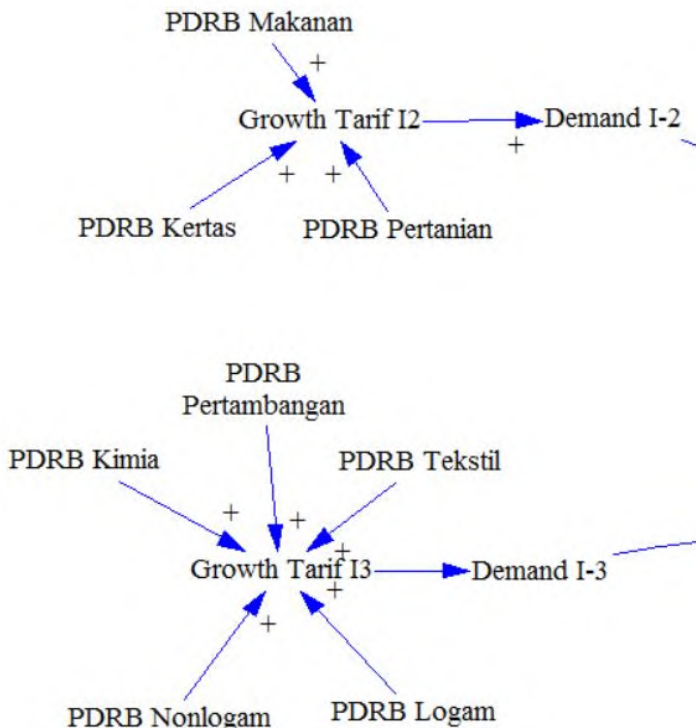 PDRB Makanan
+
Growth Tarif I2
Demand I-2
+
+ +
PDRB Kertas
PDRB Pertanian
PDRB
Pertambangan
PDRB Kimia
PDRB Tekstil
+
+
+
Growth Tarif I3
Demand I-3
+
+
PDRB Nonlogam
PDRB Logam